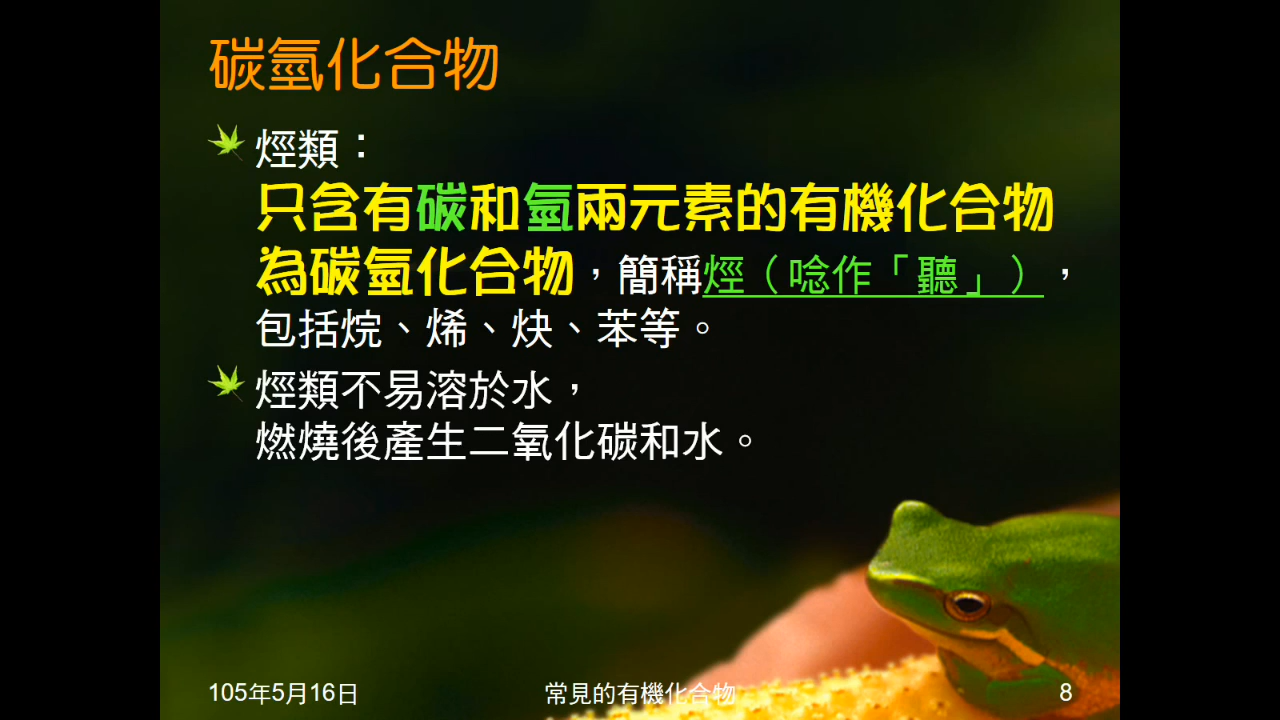 碳氫化合物
烴類：
只含有碳和氫兩元素的有機化合物
為碳氫化合物，簡稱烴（唸作「聽」），
包括烷、烯、炔、苯等。
烴類不易溶於水，
燃燒後產生二氧化碳和水。
105年5月16日
常見的有機化合物
8